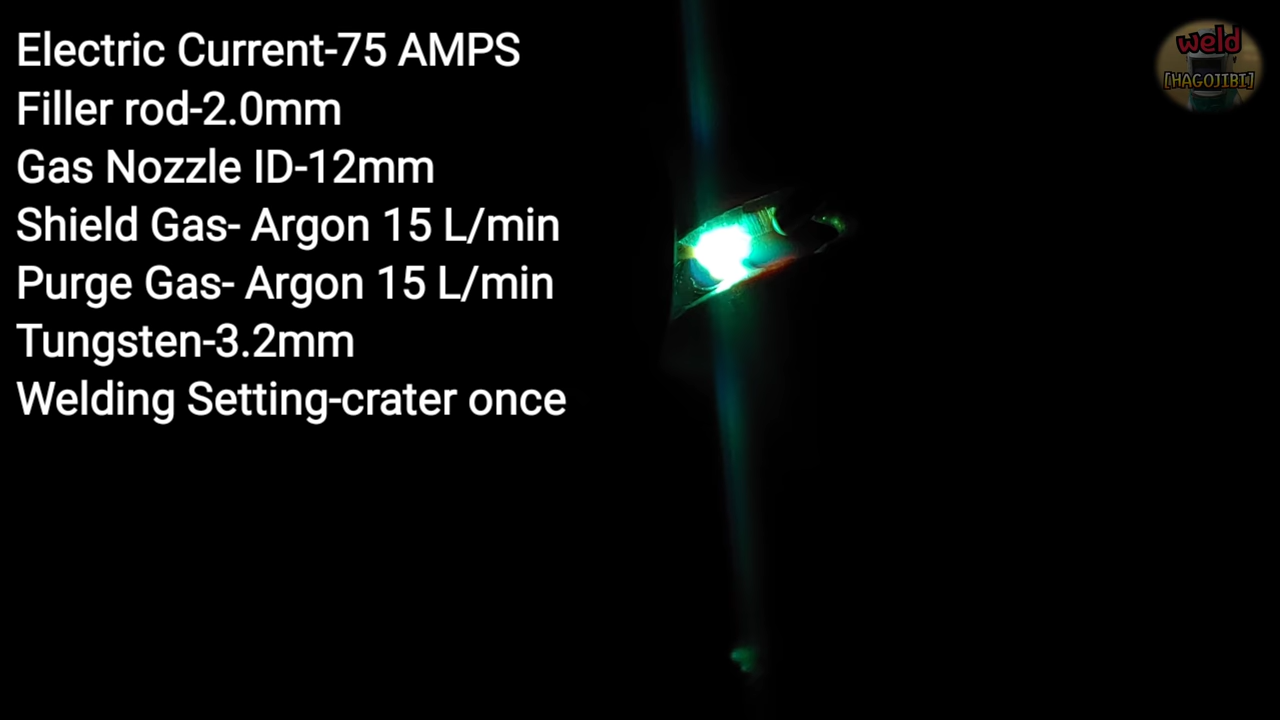 Electric Current-75 AMPS
Filler rod-2.0mm
Gas Nozzle ID-12mm
Shield Gas- Argon 15 L/min
Purge Gas- Argon 15 L/min
Tungsten-3.2mm
Welding Setting-crater once
weld
[HAGOJIBI]